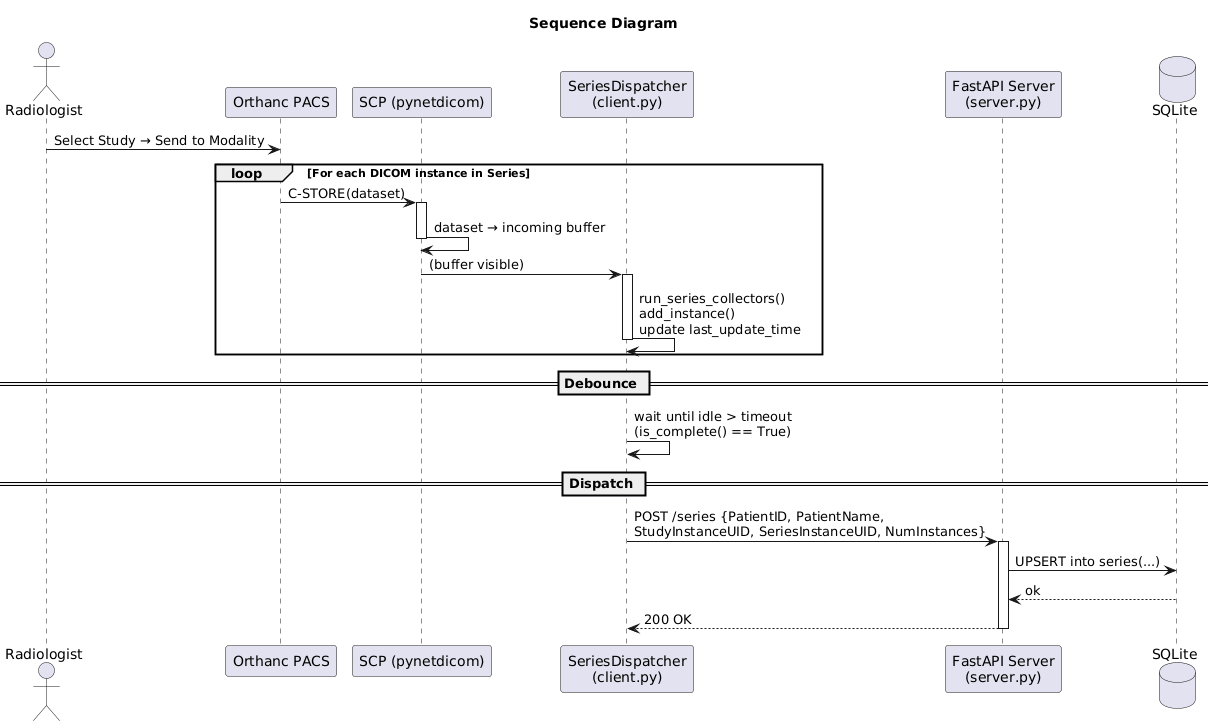 Sequence Diagram
Radiologist
Orthanc PACS
SCP (pynetdicom)
SeriesDispatcher
(client.py)
FastAPI Server
(server.py)
SQLite
Select Study → Send to Modality
loop
[For each DICOM instance in Series]
C-STORE(dataset)
dataset → incoming buffer
(buffer visible)
run_series_collectors()
add_instance()
update last_update_time
Debounce
wait until idle > timeout
(is_complete() == True)
Dispatch
POST /series {PatientID, PatientName,
StudyInstanceUID, SeriesInstanceUID, NumInstances}
UPSERT into series(...)
ok
200 OK
Radiologist
Orthanc PACS
SCP (pynetdicom)
SeriesDispatcher
(client.py)
FastAPI Server
(server.py)
SQLite